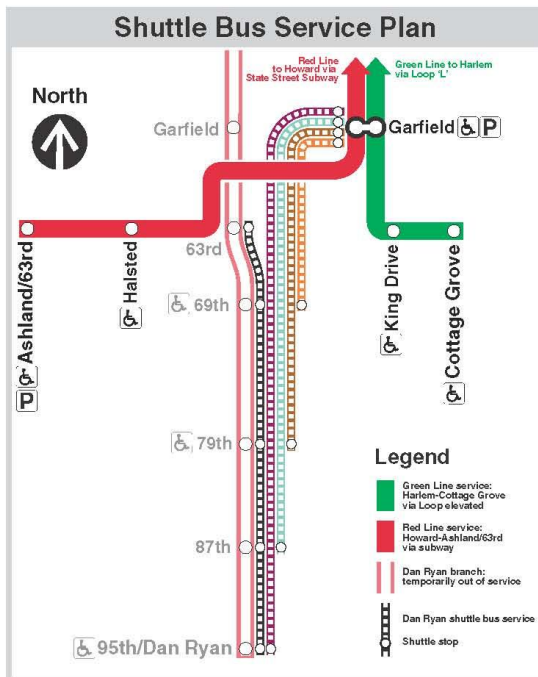 Shuttle Bus Service Plan
Red Line
to Howard via
State Street Subway
Green Line to Harlem
via Loop 'L'
North
Garfield
Garfield
P
63rd
Ashland/63rd
P
Halsted
King Drive
Cottage Grove
69th
79th
87th
95th/Dan Ryan
Legend
Green Line service:
Harlem-Cottage Grove
via Loop elevated
Red Line service:
Howard-Ashland/63rd
via subway
Dan Ryan branch:
temporarily out of service
Dan Ryan shuttle bus service
Shuttle stop